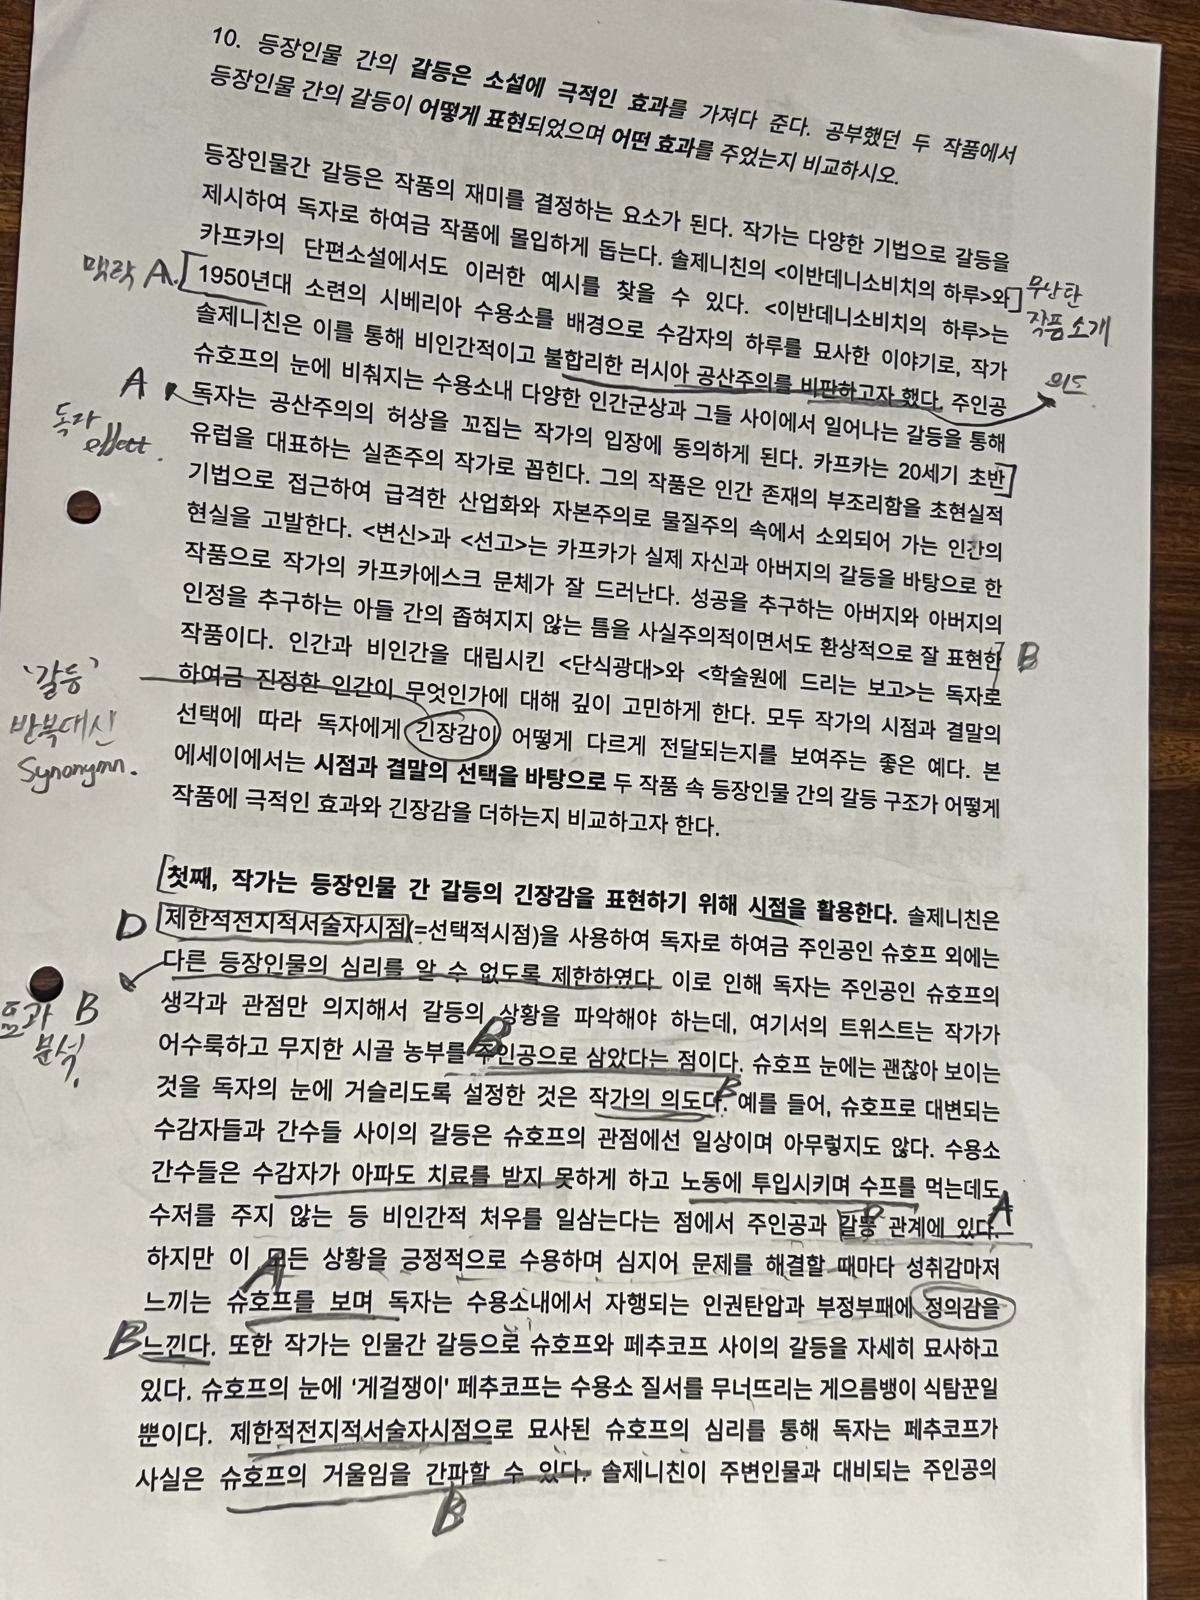 10. 등장인물 간의 갈등은 소설에 극적인 효과를 가져다 준다. 공부했던 두 작품에서
등장인물 간의 갈등이 어떻게 표현되었으며 어떤 효과를 주었는지 비교하시오.
등장인물간 갈등은 작품의 재미를 결정하는 요소가 된다. 작가는 다양한 기법으로 갈등을
제시하여 독자로 하여금 작품에 몰입하게 돕는다. 솔제니친의 <이반데니소비치의 하루>와
카프카의 단편소설에서도 이러한 예시를 찾을 수 있다. <이반데니소비치의 하루>는
무난탄
작품소개
맥락 A.
1950년대 소련의 시베리아 수용소를 배경으로 수감자의 하루를 묘사한 이야기로, 작가
솔제니친은 이를 통해 비인간적이고 불합리한 러시아 공산주의를 비판하고자 했다. 주인공
의도
슈호프의 눈에 비춰지는 수용소내 다양한 인간군상과 그들 사이에서 일어나는 갈등을 통해
A
독자는 공산주의의 허상을 꼬집는 작가의 입장에 동의하게 된다. 카프카는 20세기 초반
독자
effect.
유럽을 대표하는 실존주의 작가로 꼽힌다. 그의 작품은 인간 존재의 부조리함을 초현실적
기법으로 접근하여 급격한 산업화와 자본주의로 물질주의 속에서 소외되어 가는 인간의
현실을 고발한다. <변신>과 <선고>는 카프카가 실제 자신과 아버지의 갈등을 바탕으로 한
작품으로 작가의 카프카에스크 문체가 잘 드러난다. 성공을 추구하는 아버지와 아버지의
인정을 추구하는 아들 간의 좁혀지지 않는 틈을 사실주의적이면서도 환상적으로 잘 표현한
B
작품이다. 인간과 비인간을 대립시킨 <단식광대>와 <학술원에 드리는 보고>는 독자로
하여금 진정한 인간이 무엇인가에 대해 깊이 고민하게 한다. 모두 작가의 시점과 결말의
'갈등'
반복대신
Synonymn.
선택에 따라 독자에게 긴장감이 어떻게 다르게 전달되는지를 보여주는 좋은 예다. 본
에세이에서는 시점과 결말의 선택을 바탕으로 두 작품 속 등장인물 간의 갈등 구조가 어떻게
작품에 극적인 효과와 긴장감을 더하는지 비교하고자 한다.
첫째, 작가는 등장인물 간 갈등의 긴장감을 표현하기 위해 시점을 활용한다. 솔제니친은
D
제한적전지적서술자시점(=선택적시점)을 사용하여 독자로 하여금 주인공인 슈호프 외에는
다른 등장인물의 심리를 알 수 없도록 제한하였다. 이로 인해 독자는 주인공인 슈호프의
효과 B
분석.
생각과 관점만 의지해서 갈등의 상황을 파악해야 하는데, 여기서의 트위스트는 작가가
B
어수룩하고 무지한 시골 농부를 주인공으로 삼았다는 점이다. 슈호프 눈에는 괜찮아 보이는
B
것을 독자의 눈에 거슬리도록 설정한 것은 작가의 의도다. 예를 들어, 슈호프로 대변되는
수감자들과 간수들 사이의 갈등은 슈호프의 관점에선 일상이며 아무렇지도 않다. 수용소
간수들은 수감자가 아파도 치료를 받지 못하게 하고 노동에 투입시키며 수프를 먹는데도
A
수저를 주지 않는 등 비인간적 처우를 일삼는다는 점에서 주인공과 갈등 관계에 있다.
하지만 이 모든 상황을 긍정적으로 수용하며 심지어 문제를 해결할 때마다 성취감마저
A
느끼는 슈호프를 보며 독자는 수용소내에서 자행되는 인권탄압과 부정부패에 정의감을
B
느낀다. 또한 작가는 인물간 갈등으로 슈호프와 페추코프 사이의 갈등을 자세히 묘사하고
있다. 슈호프의 눈에 '게걸쟁이' 페추코프는 수용소 질서를 무너뜨리는 게으름뱅이 식탐꾼일
뿐이다. 제한적전지적서술자시점으로 묘사된 슈호프의 심리를 통해 독자는 페추코프가
사실은 슈호프의 거울임을 간파할 수 있다. 솔제니친이 주변인물과 대비되는 주인공의
B